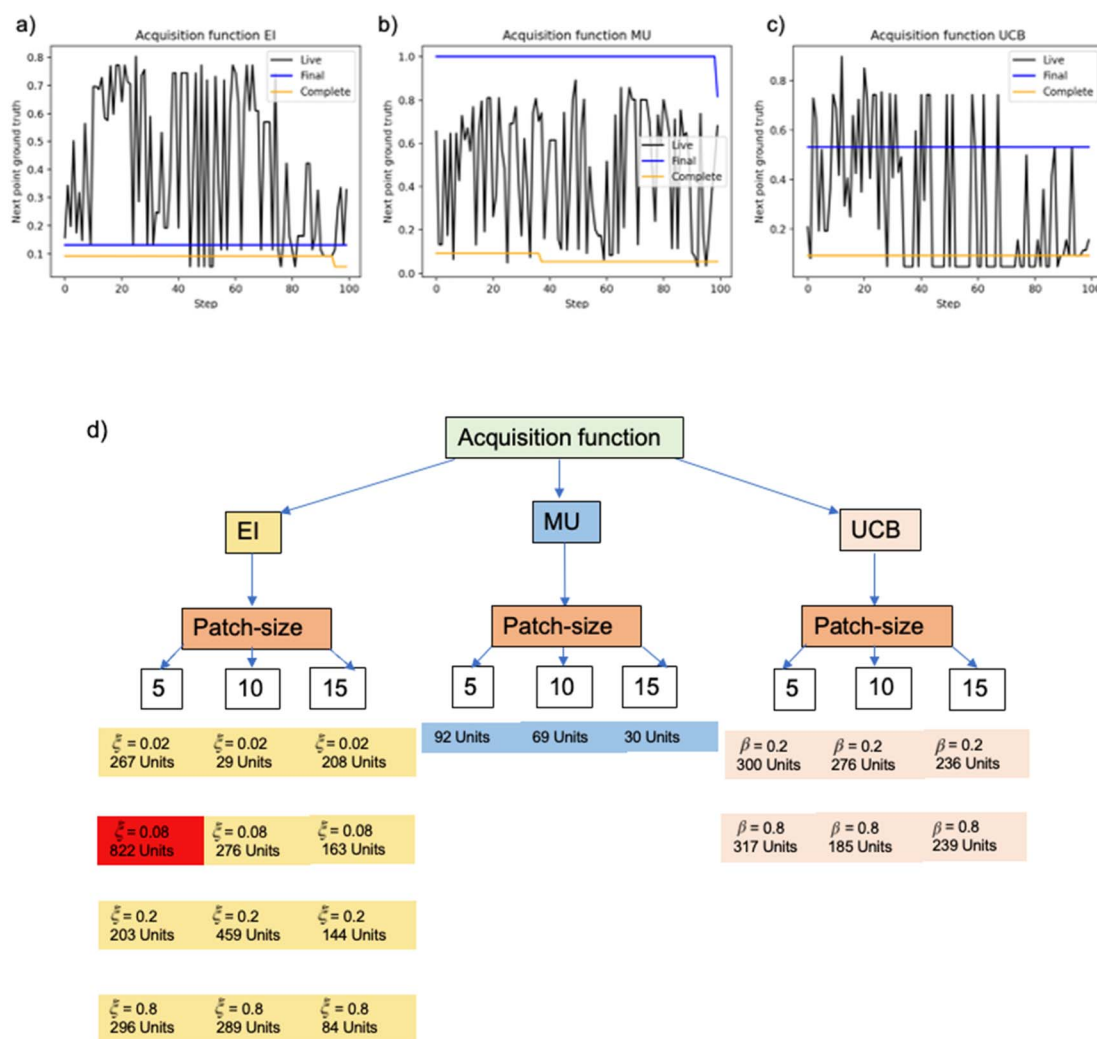 a)
Acquisition function EI
Live
Final
Complete
Next point ground truth
0.8
0.7
0.6
0.5
0.4
0.3
0.2
0.1
0 20 40 60 80 100
Step
b)
Acquisition function MU
Live
Final
Complete
Next point ground truth
1.0
0.8
0.6
0.4
0.2
0.0
0 20 40 60 80 100
Step
c)
Acquisition function UCB
Live
Final
Complete
Next point ground truth
0.8
0.6
0.4
0.2
0 20 40 60 80 100
Step
d)
Acquisition function
EI MU UCB
Patch-size Patch-size Patch-size
5 10 15 5 10 15 5 10 15
ξ = 0.02 ξ = 0.02 ξ = 0.02
267 Units 29 Units 208 Units
92 Units 69 Units 30 Units
β = 0.2 β = 0.2 β = 0.2
300 Units 276 Units 236 Units
ξ = 0.08 ξ = 0.08 ξ = 0.08
822 Units 276 Units 163 Units
β = 0.8 β = 0.8 β = 0.8
317 Units 185 Units 239 Units
ξ = 0.2 ξ = 0.2 ξ = 0.2
203 Units 459 Units 144 Units
ξ = 0.8 ξ = 0.8 ξ = 0.8
296 Units 289 Units 84 Units